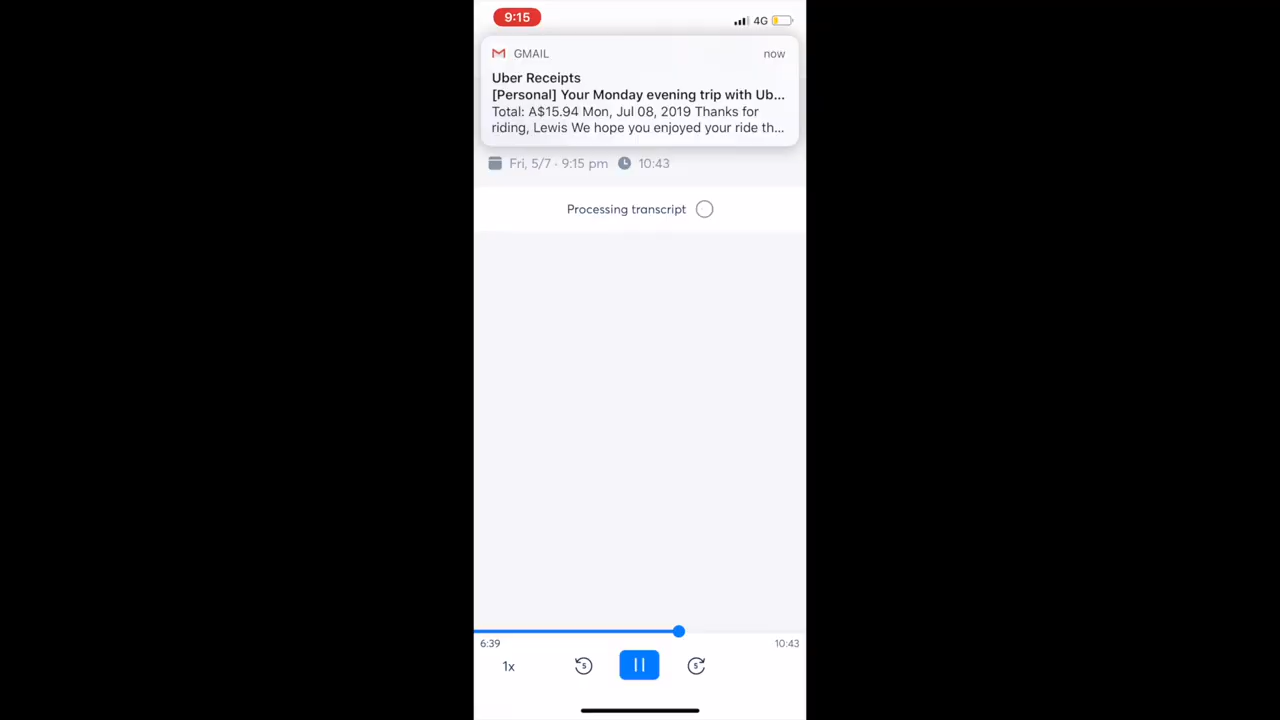 9:15
4G
GMAIL
now
Uber Receipts
[Personal] Your Monday evening trip with Ub...
Total: A$15.94 Mon, Jul 08, 2019 Thanks for
riding, Lewis We hope you enjoyed your ride th...
Fri, 5/7 · 9:15 pm 10:43
Processing transcript
6:39
10:43
1x
5
5